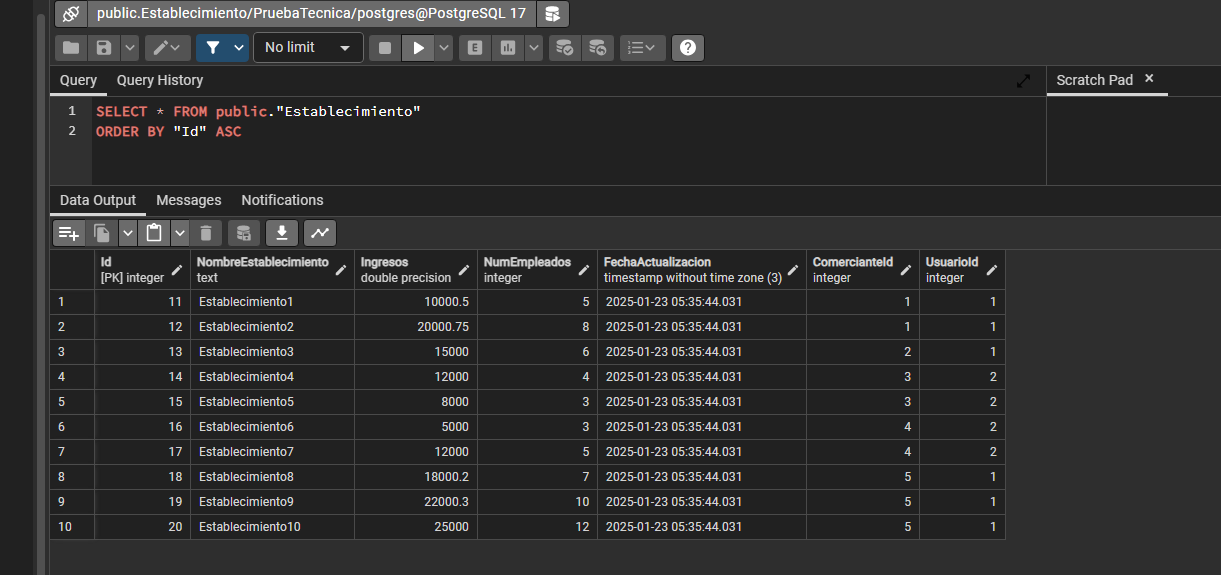 public.Establecimiento/PruebaTecnica/postgres@PostgreSQL 17
No limit
E
Query Query History Scratch Pad
1 SELECT * FROM public."Establecimiento"
2 ORDER BY "Id" ASC
Data Output Messages Notifications
Id NombreEstablecimiento Ingresos NumEmpleados FechaActualizacion ComercianteId UsuarioId
[PK] integer text double precision integer timestamp without time zone (3) integer integer
1 11 Establecimiento1 10000.5 5 2025-01-23 05:35:44.031 1 1
2 12 Establecimiento2 20000.75 8 2025-01-23 05:35:44.031 1 1
3 13 Establecimiento3 15000 6 2025-01-23 05:35:44.031 2 1
4 14 Establecimiento4 12000 4 2025-01-23 05:35:44.031 3 2
5 15 Establecimiento5 8000 3 2025-01-23 05:35:44.031 3 2
6 16 Establecimiento6 5000 3 2025-01-23 05:35:44.031 4 2
7 17 Establecimiento7 12000 5 2025-01-23 05:35:44.031 4 2
8 18 Establecimiento8 18000.2 7 2025-01-23 05:35:44.031 5 1
9 19 Establecimiento9 22000.3 10 2025-01-23 05:35:44.031 5 1
10 20 Establecimiento10 25000 12 2025-01-23 05:35:44.031 5 1